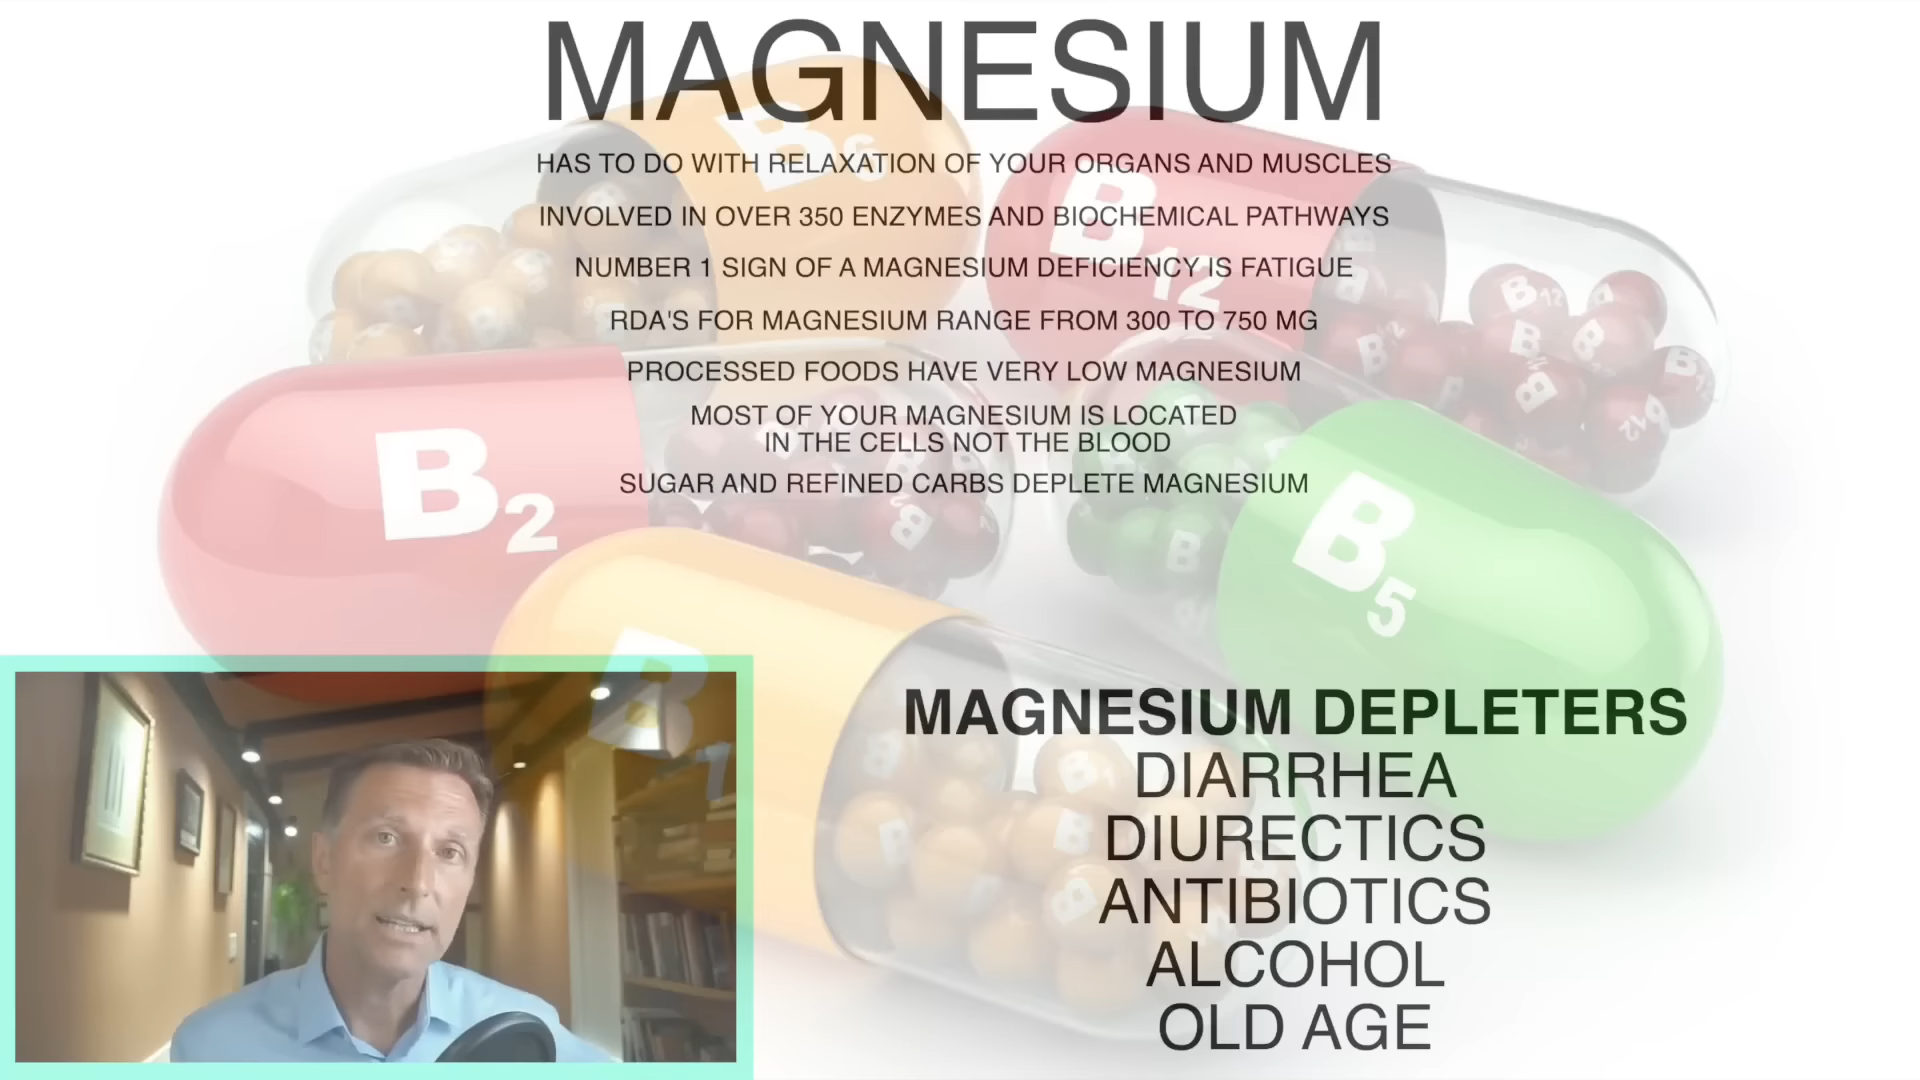 MAGNESIUM
HAS TO DO WITH RELAXATION OF YOUR ORGANS AND MUSCLES
INVOLVED IN OVER 350 ENZYMES AND BIOCHEMICAL PATHWAYS
NUMBER 1 SIGN OF A MAGNESIUM DEFICIENCY IS FATIGUE
RDA'S FOR MAGNESIUM RANGE FROM 300 TO 750 MG
PROCESSED FOODS HAVE VERY LOW MAGNESIUM
MOST OF YOUR MAGNESIUM IS LOCATED
IN THE CELLS NOT THE BLOOD
SUGAR AND REFINED CARBS DEPLETE MAGNESIUM
B6
B12
B2
B5
B1
MAGNESIUM DEPLETERS
DIARRHEA
DIURECTICS
ANTIBIOTICS
ALCOHOL
OLD AGE